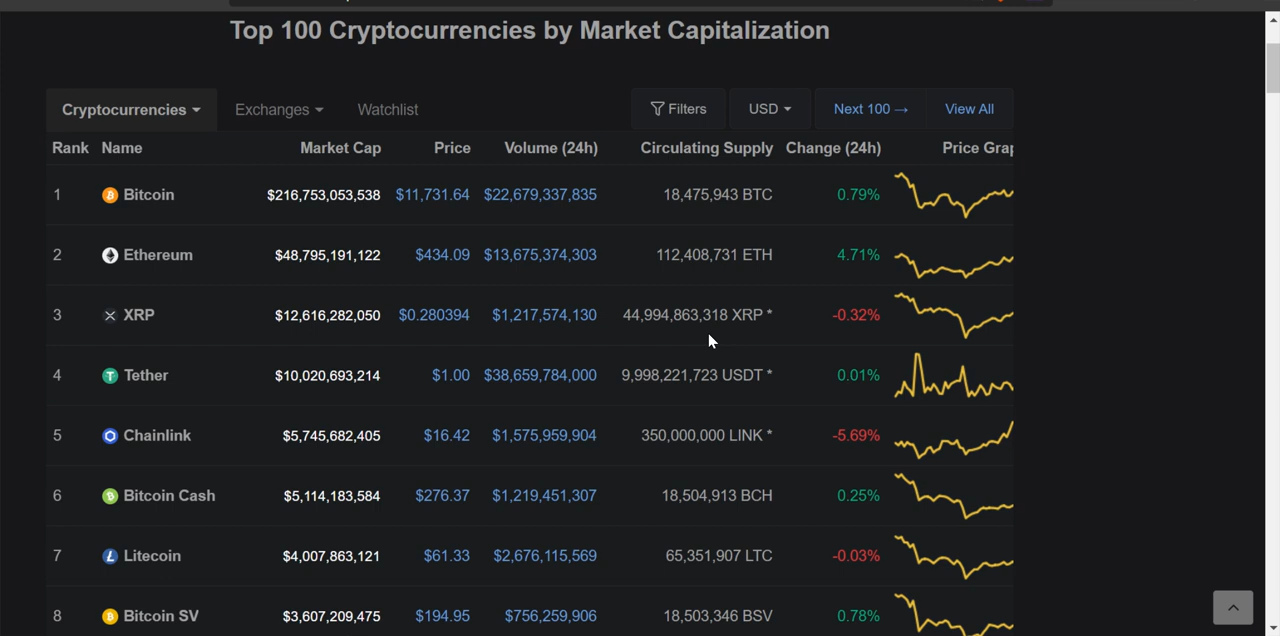 Top 100 Cryptocurrencies by Market Capitalization
Cryptocurrencies Exchanges Watchlist Filters USD Next 100 → View All
Rank Name Market Cap Price Volume (24h) Circulating Supply Change (24h) Price Grap
1 Bitcoin $216,753,053,538 $11,731.64 $22,679,337,835 18,475,943 BTC 0.79%
2 Ethereum $48,795,191,122 $434.09 $13,675,374,303 112,408,731 ETH 4.71%
3 XRP $12,616,282,050 $0.280394 $1,217,574,130 44,994,863,318 XRP * -0.32%
4 Tether $10,020,693,214 $1.00 $38,659,784,000 9,998,221,723 USDT * 0.01%
5 Chainlink $5,745,682,405 $16.42 $1,575,959,904 350,000,000 LINK * -5.69%
6 Bitcoin Cash $5,114,183,584 $276.37 $1,219,451,307 18,504,913 BCH 0.25%
7 Litecoin $4,007,863,121 $61.33 $2,676,115,569 65,351,907 LTC -0.03%
8 Bitcoin SV $3,607,209,475 $194.95 $756,259,906 18,503,346 BSV 0.78%